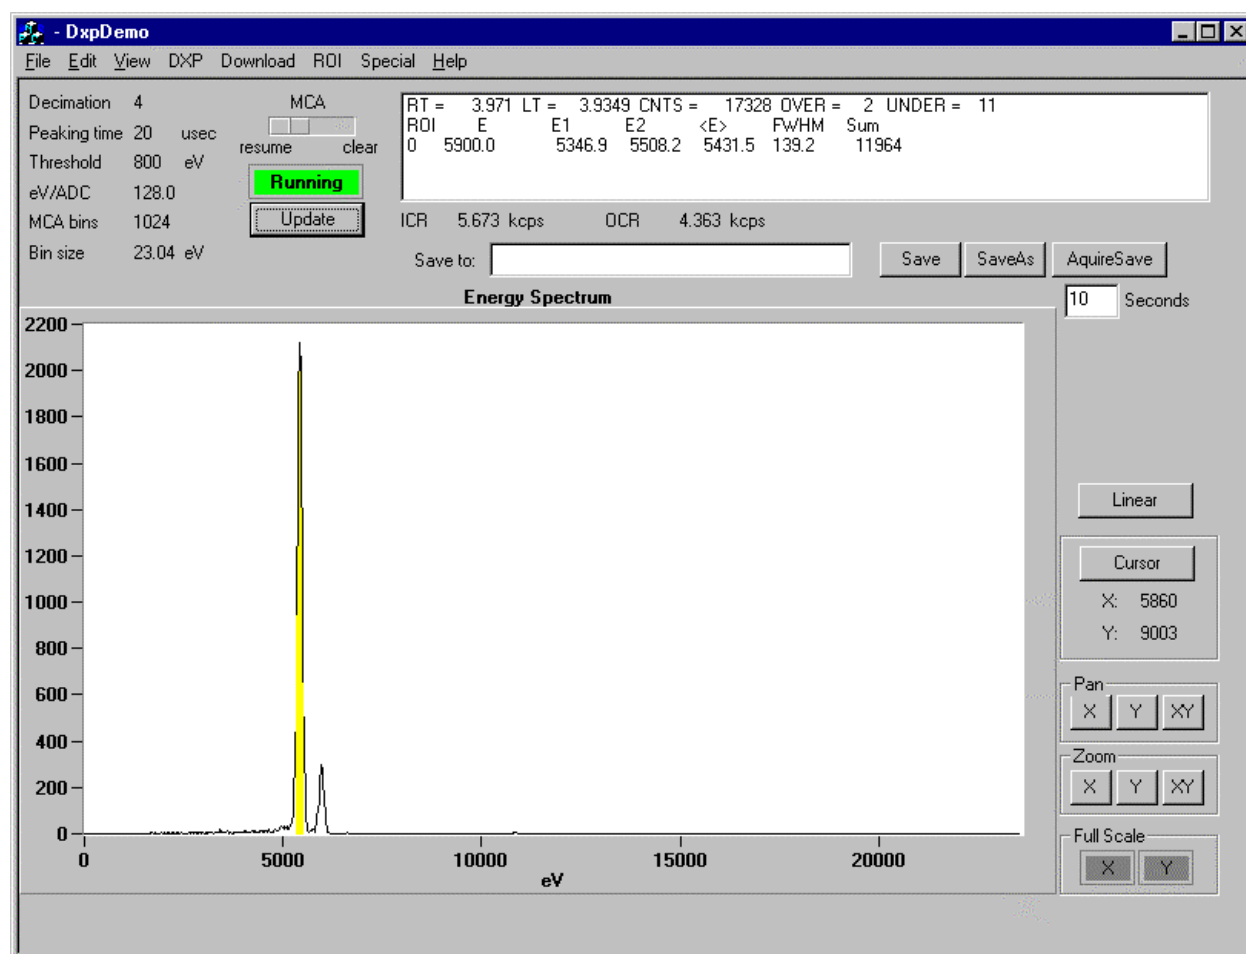 - DxpDemo
File Edit View DXP Download ROI Special Help
Decimation 4
Peaking time 20 usec
Threshold 800 eV
eV/ADC 128.0
MCA bins 1024
Bin size 23.04 eV
MCA
resume clear
Running
Update
RT = 3.971 LT = 3.9349 CNTS = 17328 OVER = 2 UNDER = 11
ROI E E1 E2 <E> FWHM Sum
0 5900.0 5346.9 5508.2 5431.5 139.2 11964
ICR 5.673 kcps OCR 4.363 kcps
Save to: Save SaveAs AquireSave
10 Seconds
Energy Spectrum
2200
2000
1800
1600
1400
1200
1000
800
600
400
200
0
0 5000 10000 15000 20000
eV
Linear
Cursor
X: 5860
Y: 9003
Pan
X Y XY
Zoom
X Y XY
Full Scale
X Y